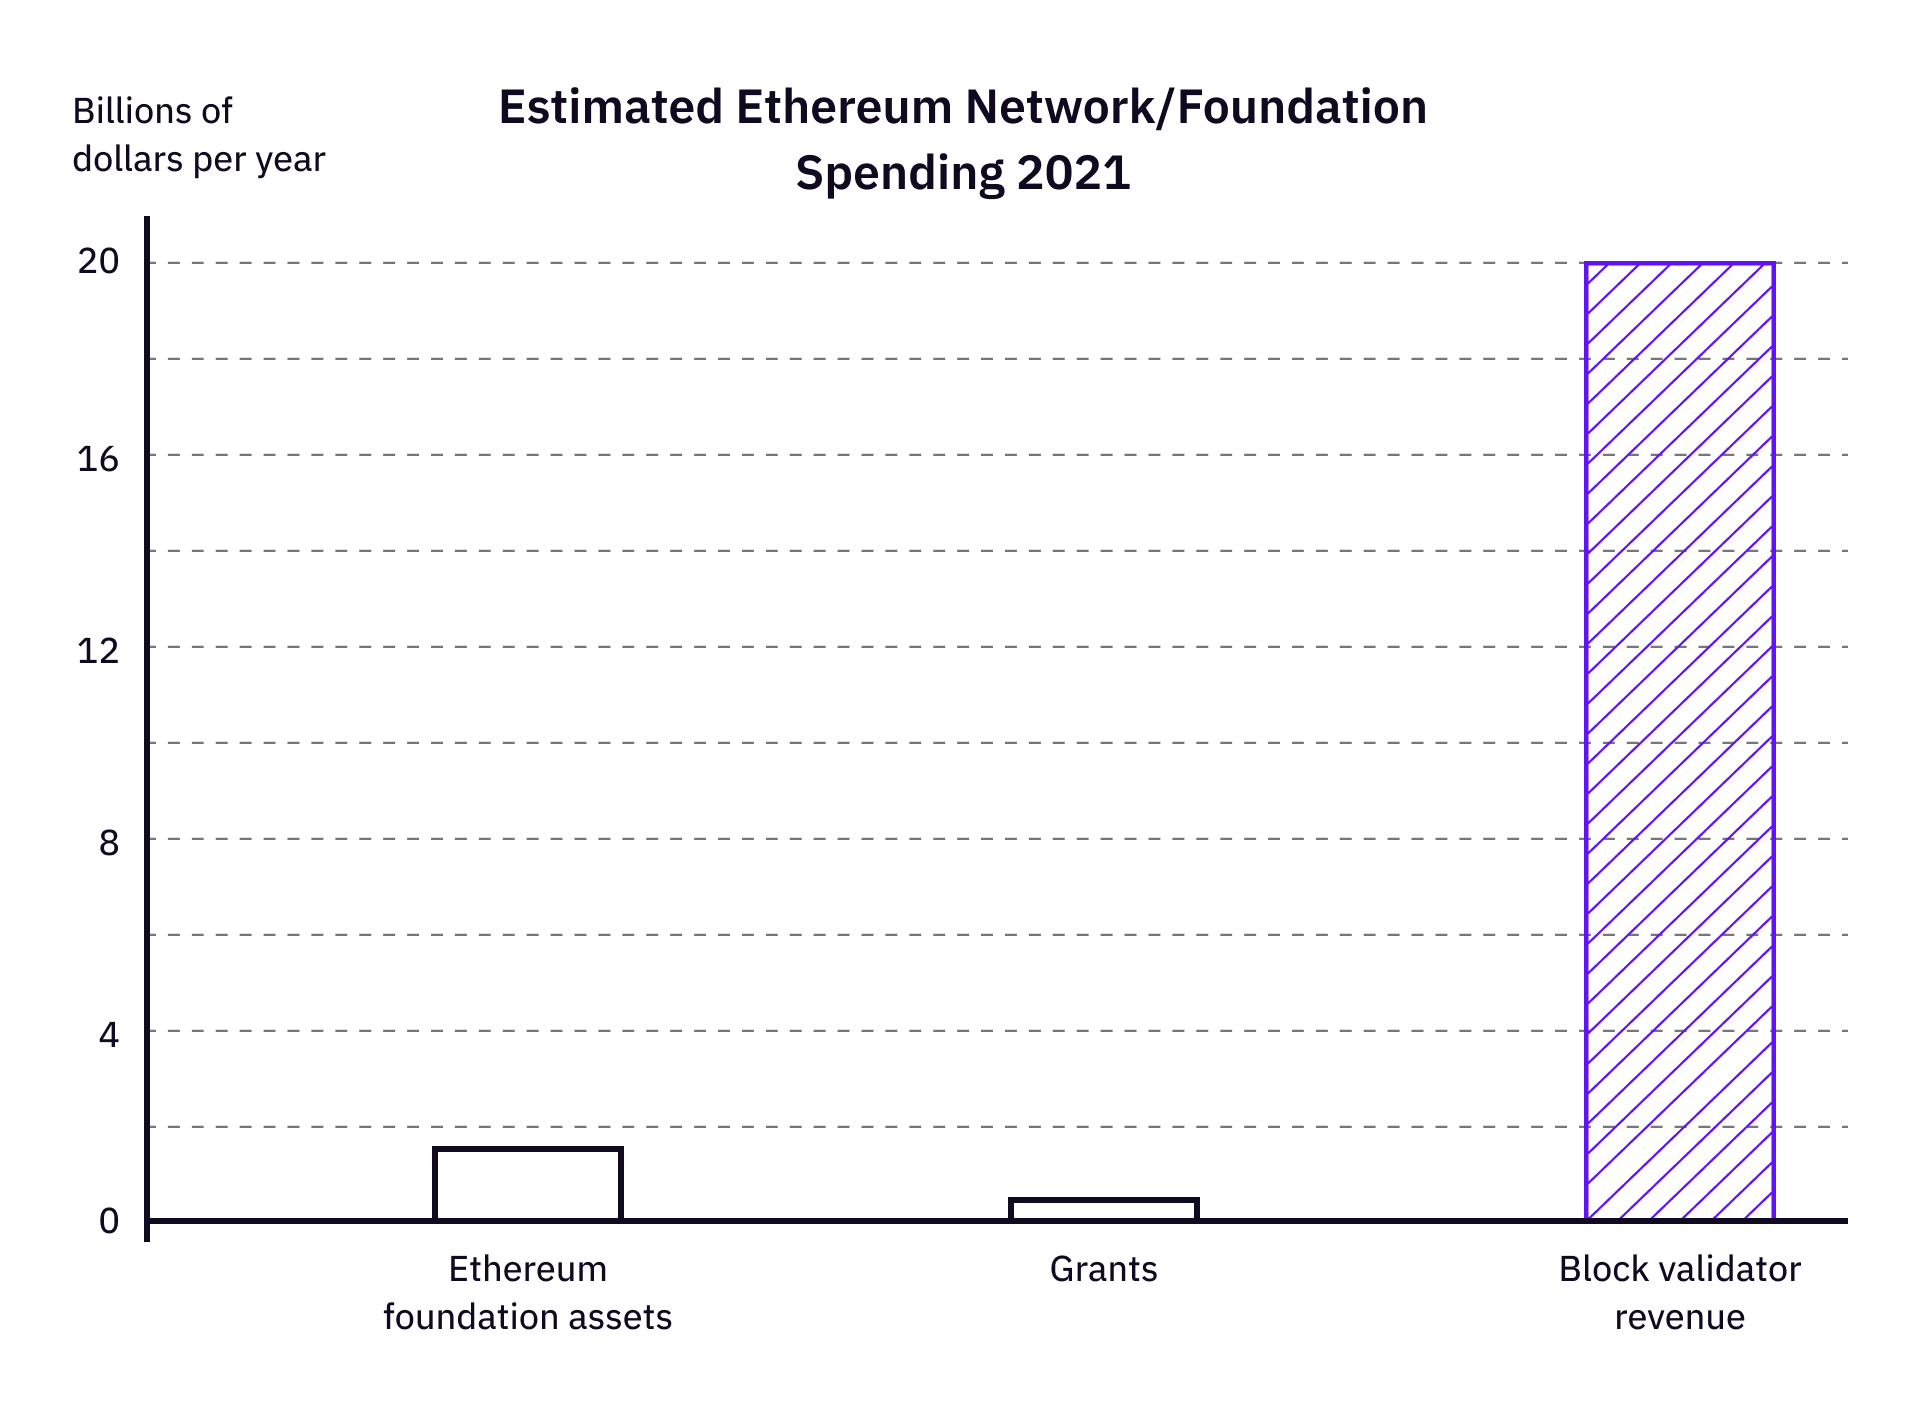 Billions of
dollars per year
Estimated Ethereum Network/Foundation
Spending 2021
20
16
12
8
4
0
Ethereum
foundation assets
Grants
Block validator
revenue